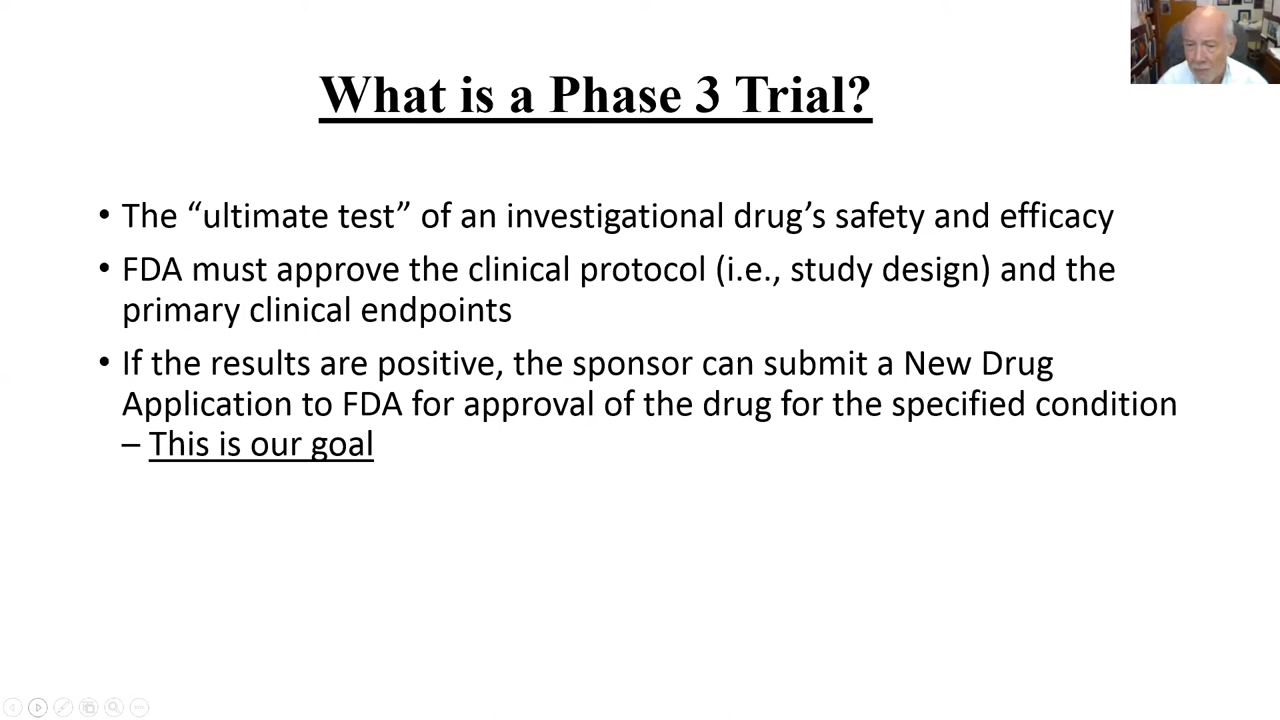 What is a Phase 3 Trial?
• The “ultimate test” of an investigational drug’s safety and efficacy
• FDA must approve the clinical protocol (i.e., study design) and the
primary clinical endpoints
• If the results are positive, the sponsor can submit a New Drug
Application to FDA for approval of the drug for the specified condition
– This is our goal